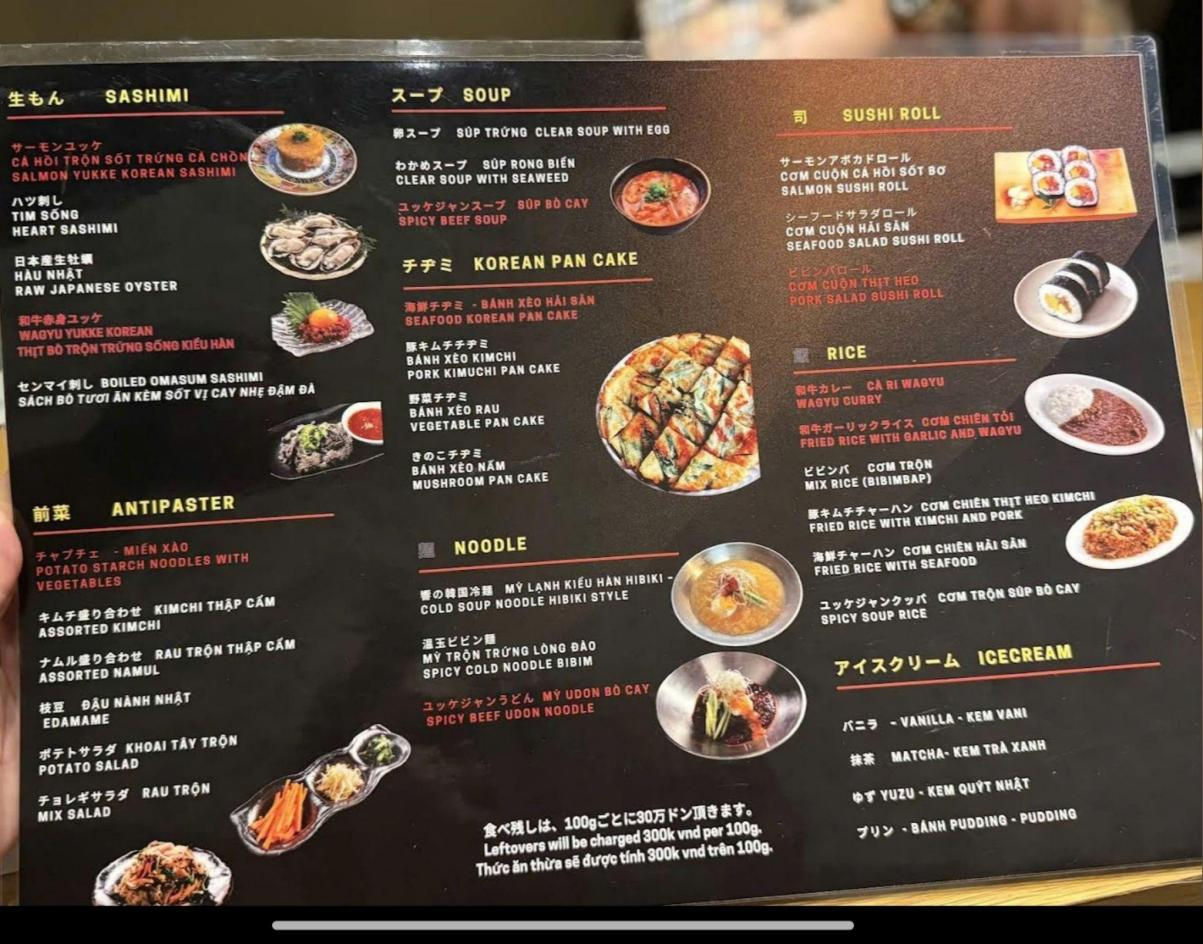 生もん SASHIMI
サーモンユッケ
CÁ HỒI TRỘN SỐT TRỨNG CÁ CHỒN
SALMON YUKKE KOREAN SASHIMI
ハツ刺し
TIM SỐNG
HEART SASHIMI
日本産生牡蠣
HÀU NHẬT
RAW JAPANESE OYSTER
和牛赤身ユッケ
WAGYU YUKKE KOREAN
THỊT BÒ TRỘN TRỨNG SỐNG KIỂU HÀN
センマイ刺し BOILED OMASUM SASHIMI
SÁCH BÒ TƯƠI ĂN KÈM SỐT VỊ CAY NHẸ ĐẬM ĐÀ
前菜 ANTIPASTER
チャプチェ - MIẾN XÀO
POTATO STARCH NOODLES WITH
VEGETABLES
キムチ盛り合わせ KIMCHI THẬP CẨM
ASSORTED KIMCHI
ナムル盛り合わせ RAU TRỘN THẬP CẨM
ASSORTED NAMUL
枝豆 ĐẬU NÀNH NHẬT
EDAMAME
ポテトサラダ KHOAI TÂY TRỘN
POTATO SALAD
チョレギサラダ RAU TRỘN
MIX SALAD
スープ SOUP
卵スープ SÚP TRỨNG CLEAR SOUP WITH EGG
わかめスープ SÚP RONG BIỂN
CLEAR SOUP WITH SEAWEED
ユッケジャンスープ SÚP BÒ CAY
SPICY BEEF SOUP
チヂミ KOREAN PAN CAKE
海鮮チヂミ - BÁNH XÈO HẢI SẢN
SEAFOOD KOREAN PAN CAKE
豚キムチチヂミ
BÁNH XÈO KIMCHI
PORK KIMUCHI PAN CAKE
野菜チヂミ
BÁNH XÈO RAU
VEGETABLE PAN CAKE
きのこチヂミ
BÁNH XÈO NẤM
MUSHROOM PAN CAKE
NOODLE
響の韓国冷麺 MỲ LẠNH KIỂU HÀN HIBIKI -
COLD SOUP NOODLE HIBIKI STYLE
温玉ビビン麺
MỲ TRỘN TRỨNG LÒNG ĐÀO
SPICY COLD NOODLE BIBIM
ユッケジャンうどん MỲ UDON BÒ CAY
SPICY BEEF UDON NOODLE
食べ残しは、100gごとに30万ドン頂きます。
Leftovers will be charged 300k vnd per 100g.
Thức ăn thừa sẽ được tính 300k vnd trên 100g.
司 SUSHI ROLL
サーモンアボカドロール
CƠM CUỘN CÁ HỒI SỐT BƠ
SALMON SUSHI ROLL
シーフードサラダロール
CƠM CUỘN HẢI SẢN
SEAFOOD SALAD SUSHI ROLL
ビビンバロール
CƠM CUỘN THỊT HEO
PORK SALAD SUSHI ROLL
RICE
和牛カレー CÀ RI WAGYU
WAGYU CURRY
和牛ガーリックライス CƠM CHIÊN TỎI
FRIED RICE WITH GARLIC AND WAGYU
ビビンバ CƠM TRỘN
MIX RICE (BIBIMBAP)
豚キムチチャーハン CƠM CHIÊN THỊT HEO KIMCHI
FRIED RICE WITH KIMCHI AND PORK
海鮮チャーハン CƠM CHIÊN HẢI SẢN
FRIED RICE WITH SEAFOOD
ユッケジャンクッパ CƠM TRỘN SÚP BÒ CAY
SPICY SOUP RICE
アイスクリーム ICECREAM
バニラ - VANILLA - KEM VANI
抹茶 MATCHA- KEM TRÀ XANH
ゆず YUZU - KEM QUÝT NHẬT
プリン - BÁNH PUDDING - PUDDING